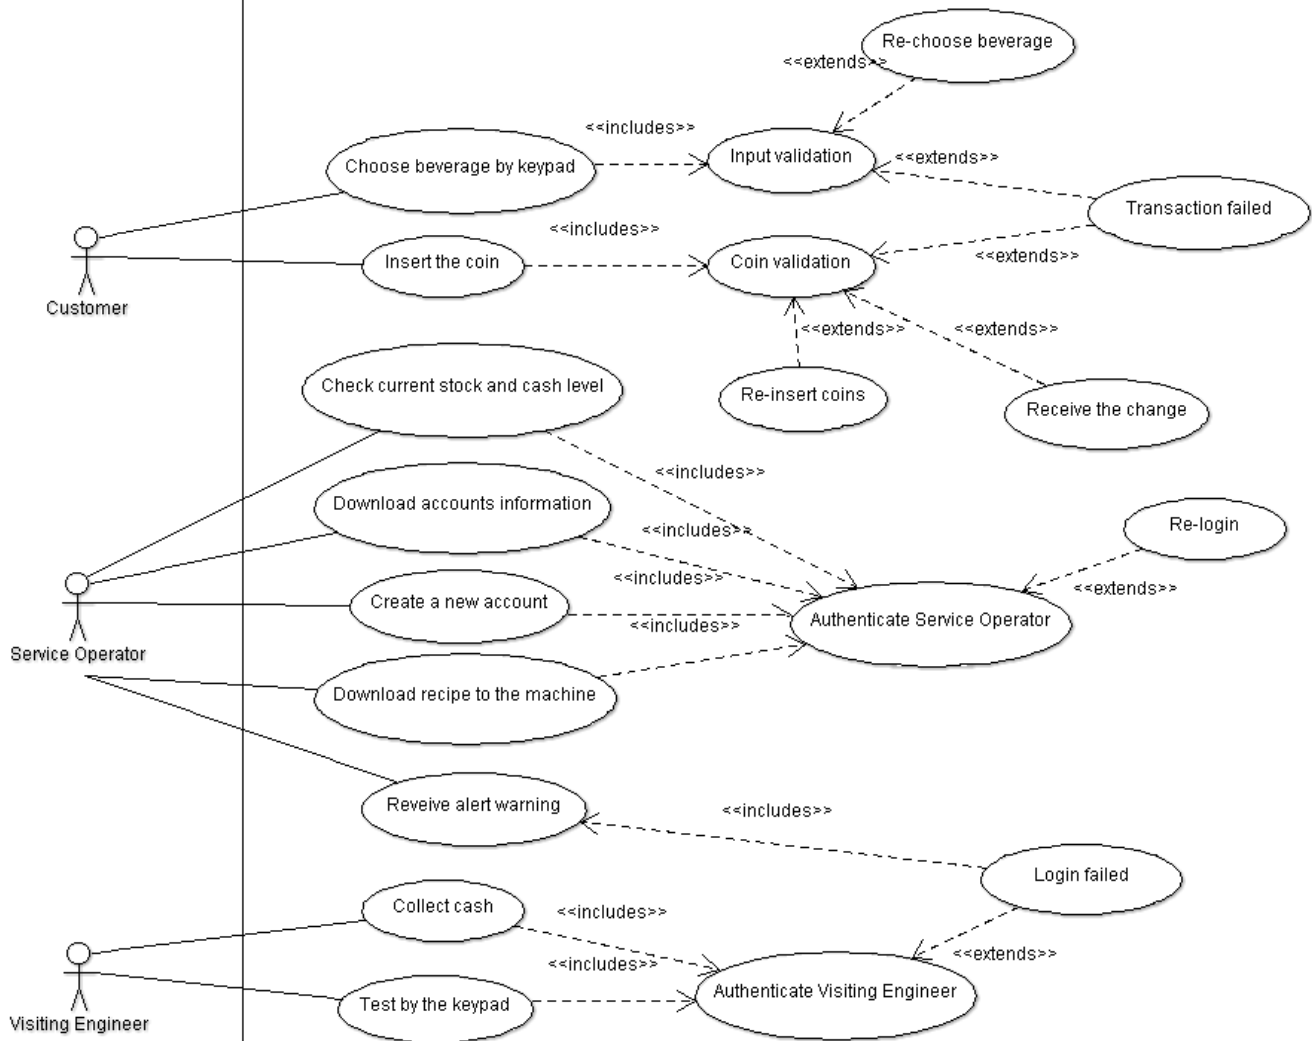 Re-choose beverage
<<extends>>
<<includes>>
Choose beverage by keypad
Input validation
<<extends>>
Transaction failed
<<includes>>
Insert the coin
Coin validation
<<extends>>
Customer
<<extends>>
<<extends>>
Check current stock and cash level
Re-insert coins
Receive the change
<<includes>>
Download accounts information
Re-login
<<includes>>
<<includes>>
<<extends>>
Create a new account
Authenticate Service Operator
<<includes>>
Service Operator
Download recipe to the machine
Reveive alert warning
<<includes>>
Login failed
Collect cash
<<includes>>
<<extends>>
<<includes>>
Authenticate Visiting Engineer
Test by the keypad
Visiting Engineer